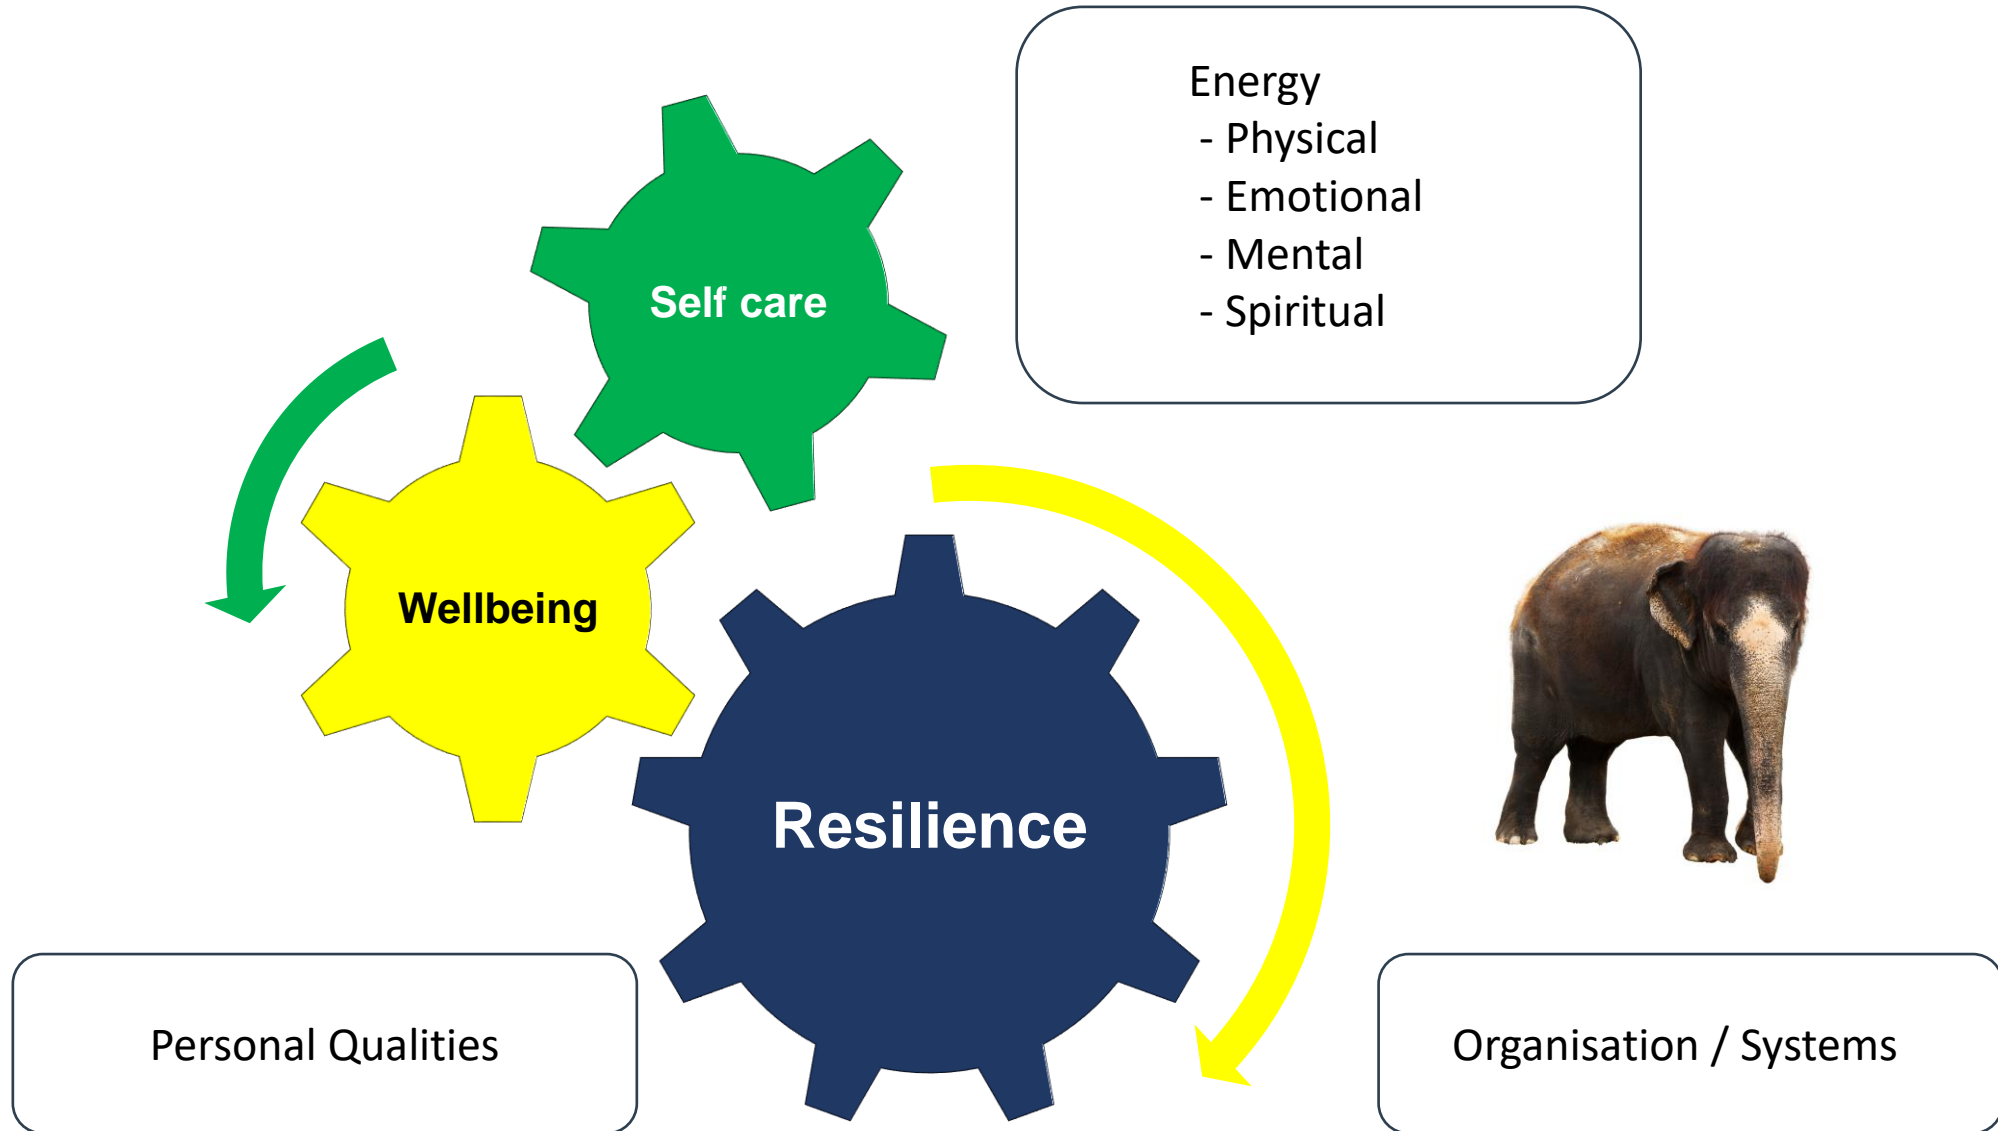 Energy
- Physical
- Emotional
- Mental
- Spiritual
Self care
Wellbeing
Resilience
Personal Qualities
Organisation / Systems